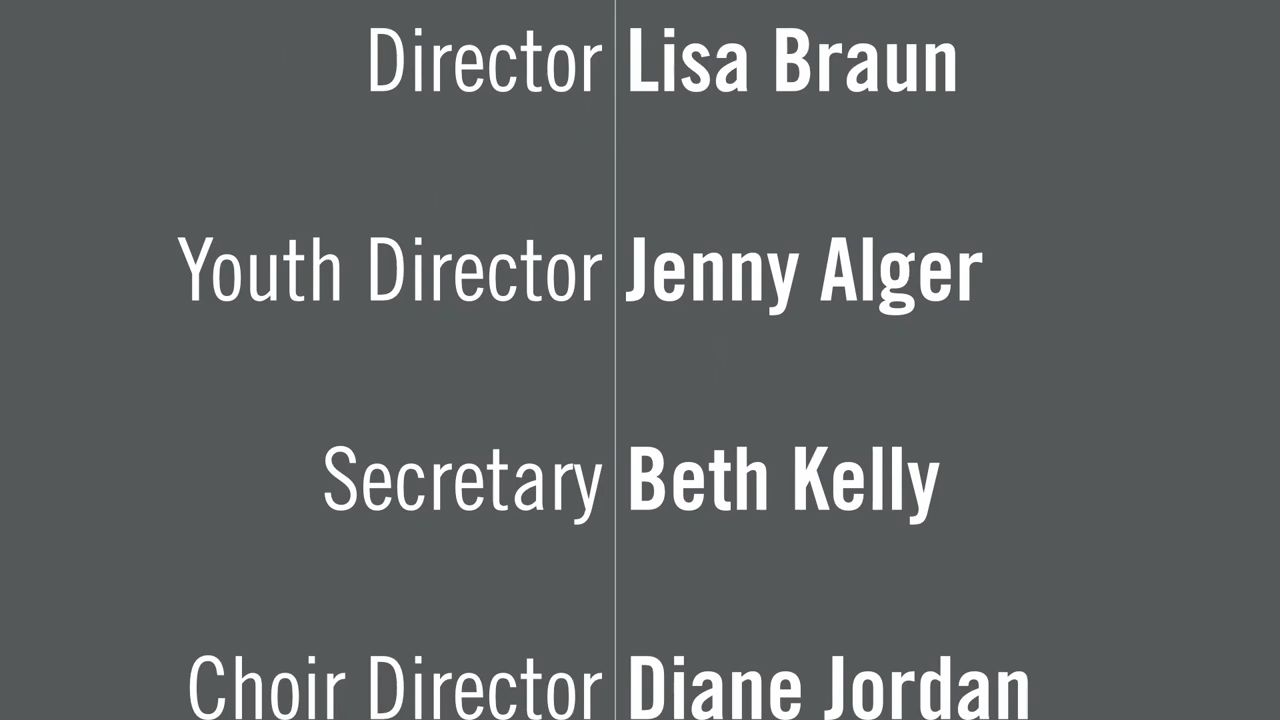 Director Lisa Braun
Youth Director Jenny Alger
Secretary Beth Kelly
Choir Director Diane Jordan